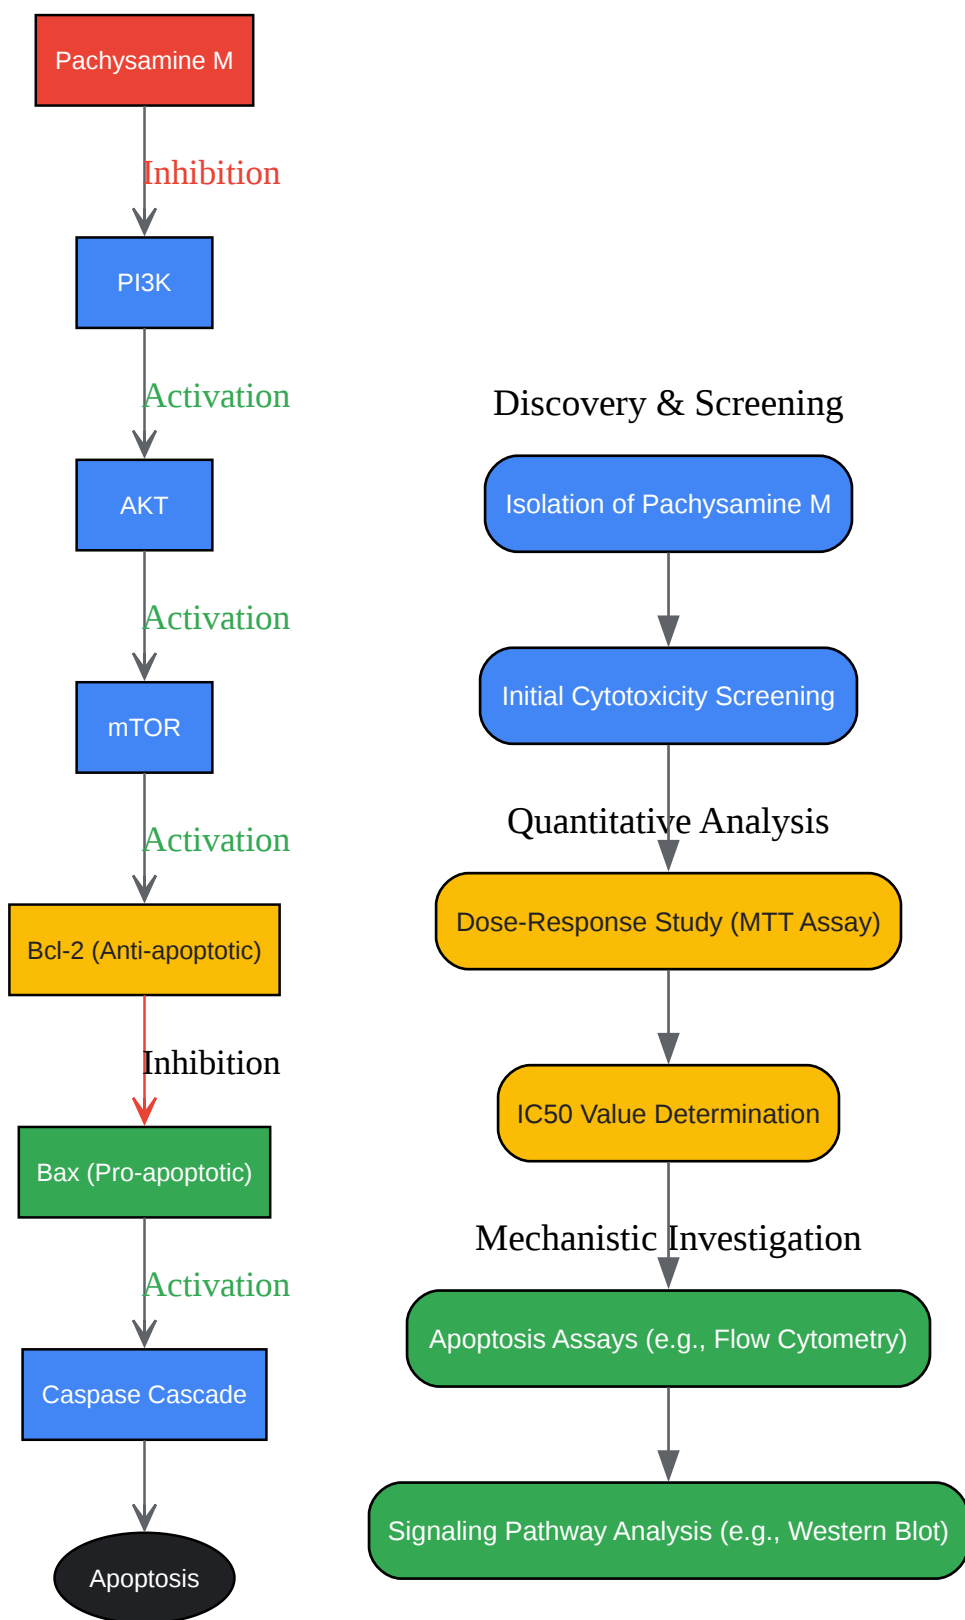 Pachysamine M
Inhibition
PI3K
Activation
AKT
Activation
mTOR
Activation
Bcl-2 (Anti-apoptotic)
Inhibition
Bax (Pro-apoptotic)
Activation
Caspase Cascade
Apoptosis
Discovery & Screening
Isolation of Pachysamine M
Initial Cytotoxicity Screening
Quantitative Analysis
Dose-Response Study (MTT Assay)
IC50 Value Determination
Mechanistic Investigation
Apoptosis Assays (e.g., Flow Cytometry)
Signaling Pathway Analysis (e.g., Western Blot)